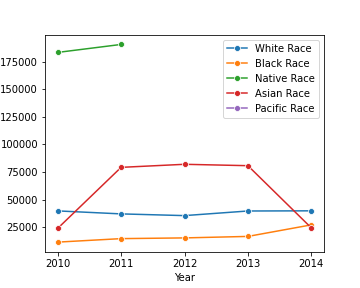 175000
150000
125000
100000
75000
50000
25000
White Race
Black Race
Native Race
Asian Race
Pacific Race
2010 2011 2012 2013 2014
Year